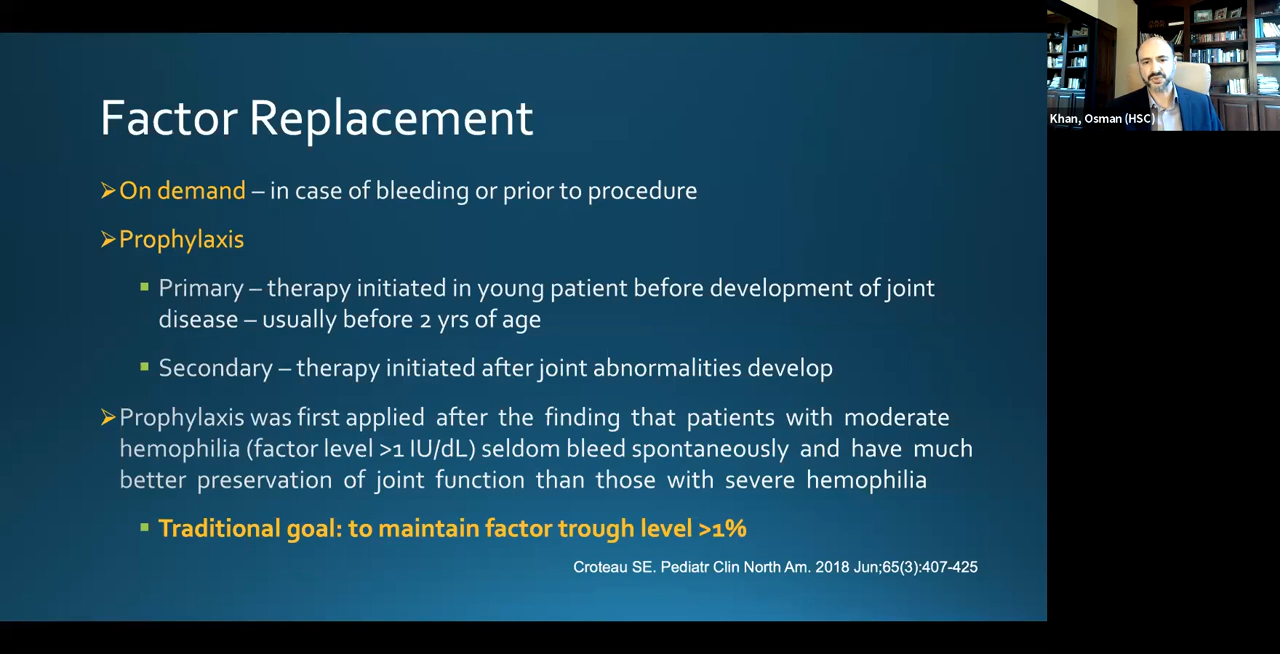 Factor Replacement
➢On demand – in case of bleeding or prior to procedure
➢Prophylaxis
▪ Primary – therapy initiated in young patient before development of joint
disease – usually before 2 yrs of age
▪ Secondary – therapy initiated after joint abnormalities develop
➢Prophylaxis was first applied after the finding that patients with moderate
hemophilia (factor level >1 IU/dL) seldom bleed spontaneously and have much
better preservation of joint function than those with severe hemophilia
▪ Traditional goal: to maintain factor trough level >1%
Croteau SE. Pediatr Clin North Am. 2018 Jun;65(3):407-425
Khan, Osman (HSC)